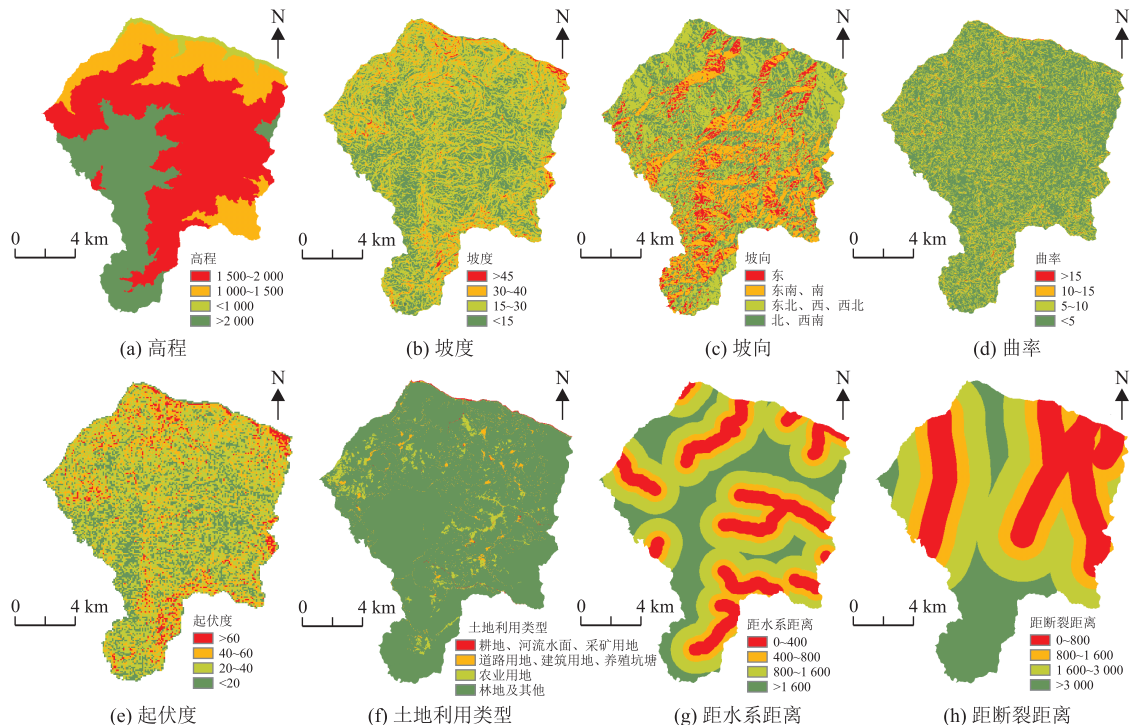 N
0 4 km
高程
1 500~2 000
1 000~1 500
<1 000
>2 000
(a) 高程
0 4 km
坡度
>45
30~40
15~30
<15
(b) 坡度
N
0 4 km
坡向
东
东南、南
东北、西、西北
北、西南
(c) 坡向
N
0 4 km
曲率
>15
10~15
5~10
<5
(d) 曲率
N
0 4 km
起伏度
>60
40~60
20~40
<20
(e) 起伏度
0 4 km
土地利用类型
耕地、河流水面、采矿用地
道路用地、建筑用地、养殖坑塘
农业用地
林地及其他
(f) 土地利用类型
N
0 4 km
距水系距离
0~400
400~800
800~1 600
>1 600
(g) 距水系距离
N
0 4 km
距断裂距离
0~800
800~1 600
1 600~3 000
>3 000
(h) 距断裂距离